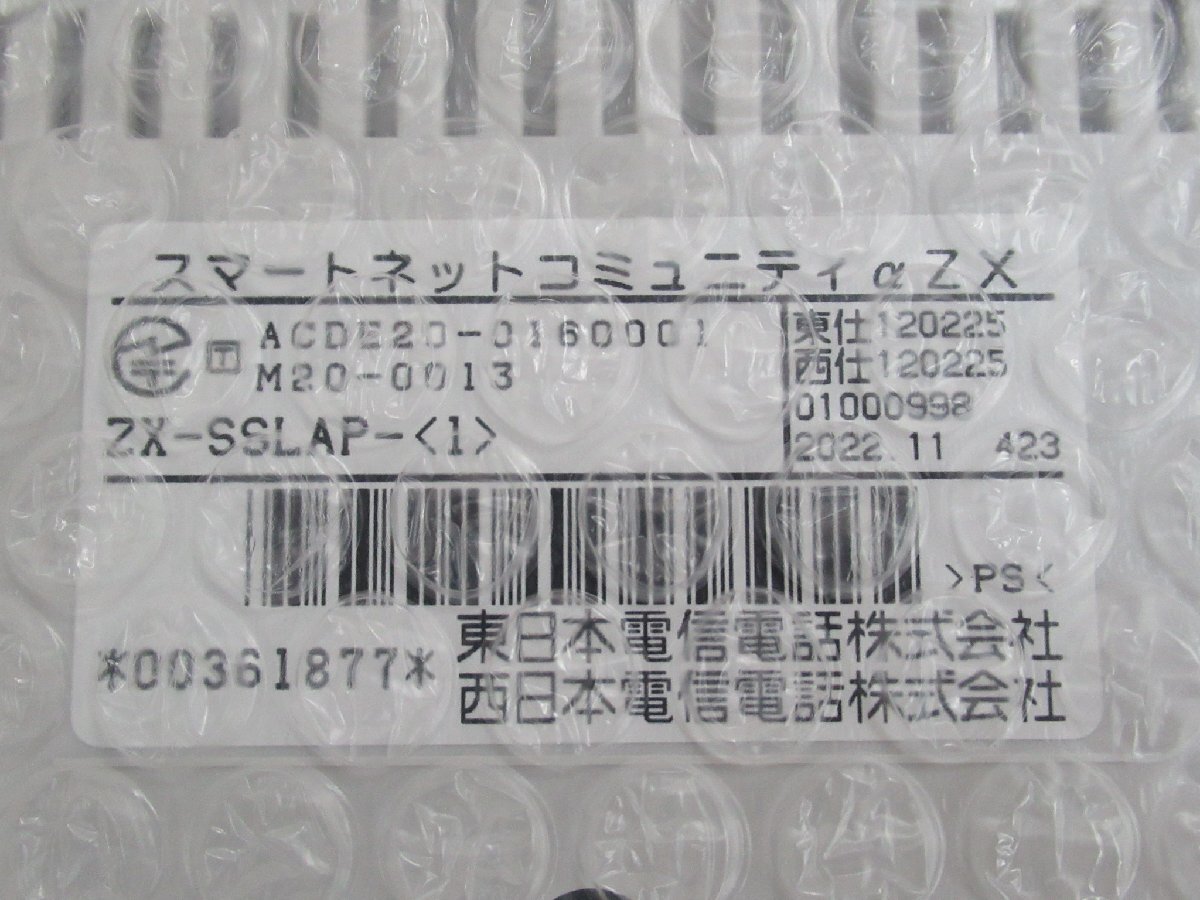 スマートネットコミュニティαZX
T ACDE20-0160001
M20-0013
ZX-SSLAP-<1>
東仕120225
西仕120225
01000998
2022.11 423
>PS<
*00361877*
東日本電信電話株式会社
西日本電信電話株式会社